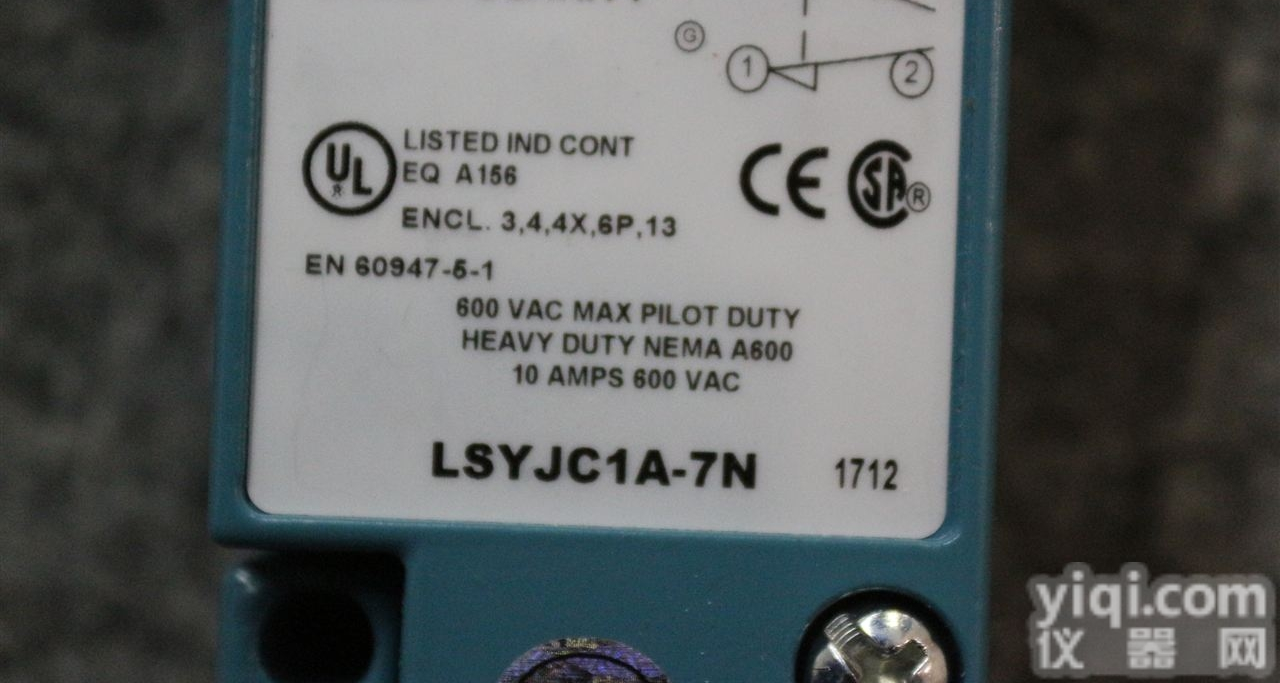 G
1
2
UL
R
LISTED IND CONT
EQ A156
ENCL. 3,4,4X,6P,13
CE SA®
EN 60947-5-1
600 VAC MAX PILOT DUTY
HEAVY DUTY NEMA A600
10 AMPS 600 VAC
LSYJC1A-7N 1712
yiqi.com
仪器网